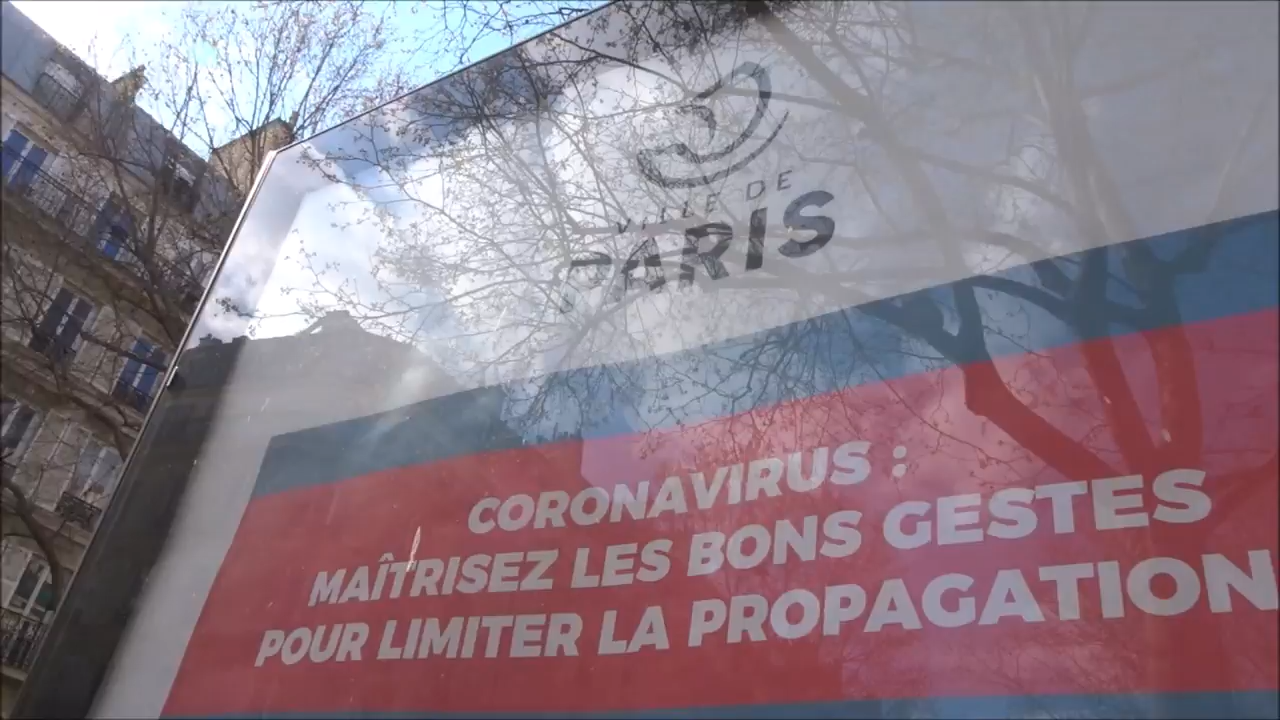 VILLE DE
PARIS
CORONAVIRUS :
MAÎTRISEZ LES BONS GESTES
POUR LIMITER LA PROPAGATION